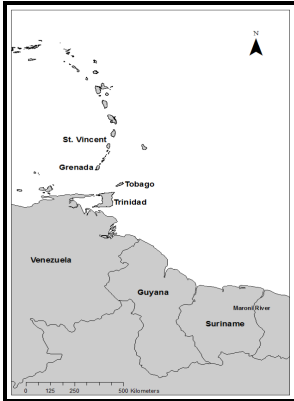 N
St. Vincent
Grenada
Tobago
Trinidad
Venezuela
Guyana
Maroni River
Suriname
0 125 250 500 Kilometers